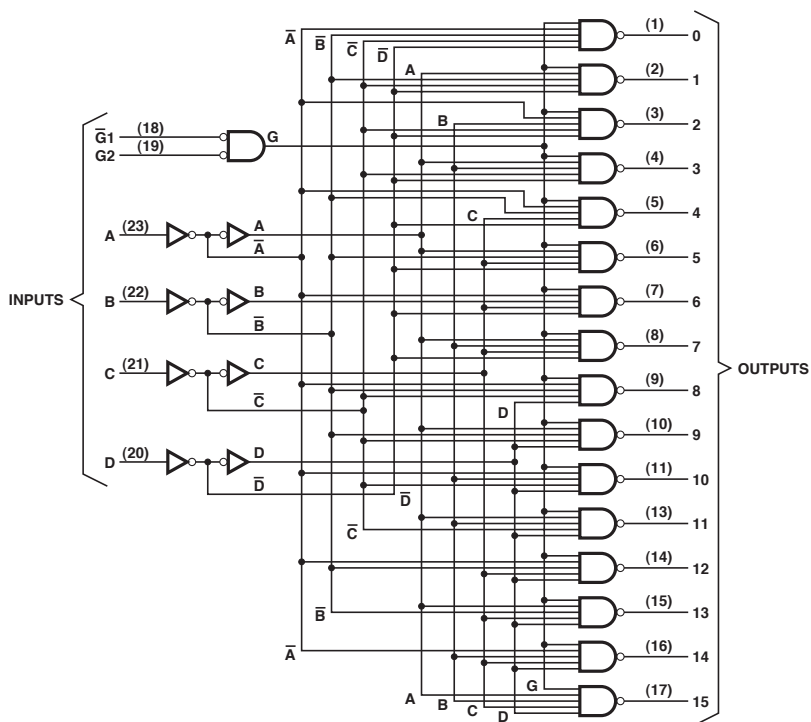 A̅
B̅
C̅
D̅
(1)
0
A
(2)
1
B
(3)
2
G̅1
(18)
G2
(19)
G
(4)
3
C
(5)
4
A
(23)
A
A̅
(6)
5
INPUTS
B
(22)
B
B̅
(7)
6
(8)
7
OUTPUTS
C
(21)
C
C̅
(9)
8
D
(10)
9
D
(20)
D
D̅
D̅
(11)
10
C̅
(13)
11
(14)
12
B̅
(15)
13
A̅
(16)
14
G
A
B
C
D
(17)
15